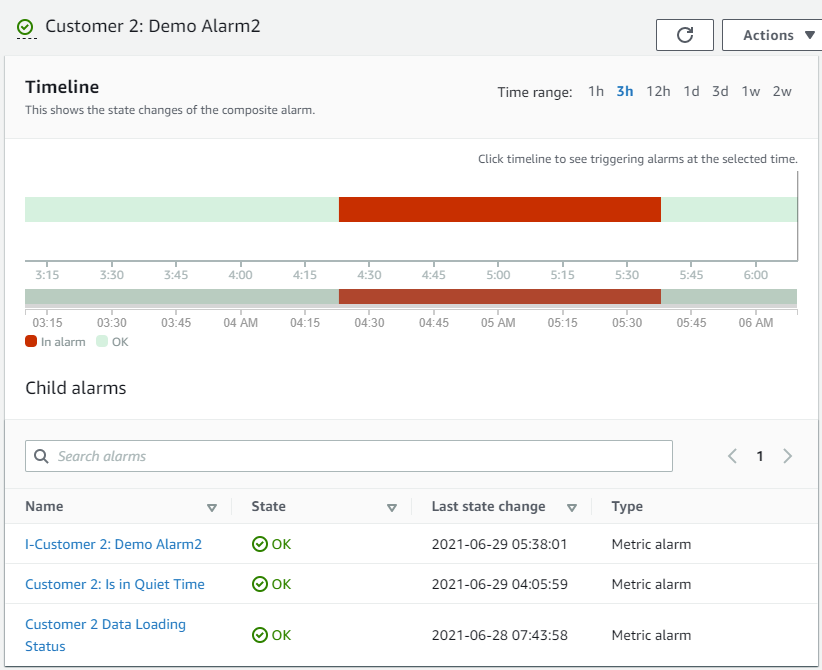 Customer 2: Demo Alarm2
Actions
Timeline
This shows the state changes of the composite alarm.
Time range: 1h 3h 12h 1d 3d 1w 2w
Click timeline to see triggering alarms at the selected time.
3:15 3:30 3:45 4:00 4:15 4:30 4:45 5:00 5:15 5:30 5:45 6:00
03:15 03:30 03:45 04 AM 04:15 04:30 04:45 05 AM 05:15 05:30 05:45 06 AM
In alarm OK
Child alarms
Search alarms
1
Name State Last state change Type
I-Customer 2: Demo Alarm2 OK 2021-06-29 05:38:01 Metric alarm
Customer 2: Is in Quiet Time OK 2021-06-29 04:05:59 Metric alarm
Customer 2 Data Loading
Status OK 2021-06-28 07:43:58 Metric alarm